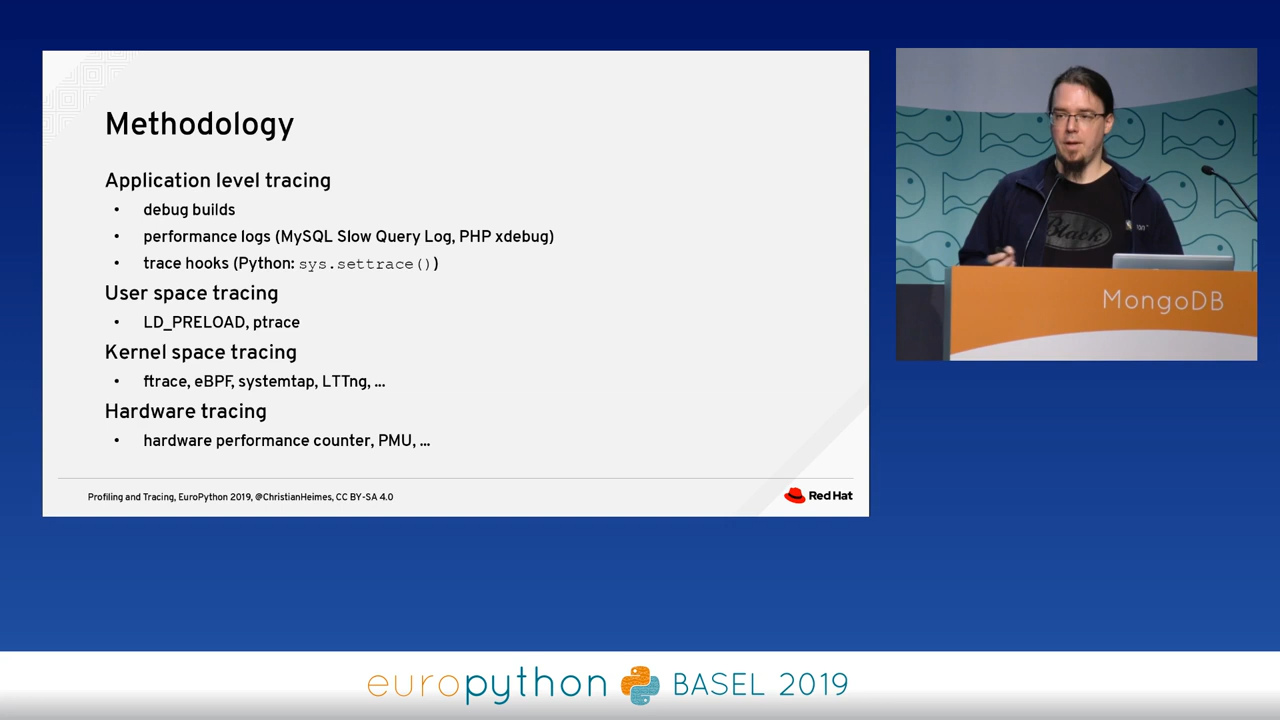 Methodology
Application level tracing
• debug builds
• performance logs (MySQL Slow Query Log, PHP xdebug)
• trace hooks (Python: sys.settrace())
User space tracing
• LD_PRELOAD, ptrace
Kernel space tracing
• ftrace, eBPF, systemtap, LTTng, ...
Hardware tracing
• hardware performance counter, PMU, ...
Profiling and Tracing, EuroPython 2019, @ChristianHeimes, CC BY-SA 4.0
Red Hat
Black
MongoDB
europython BASEL 2019